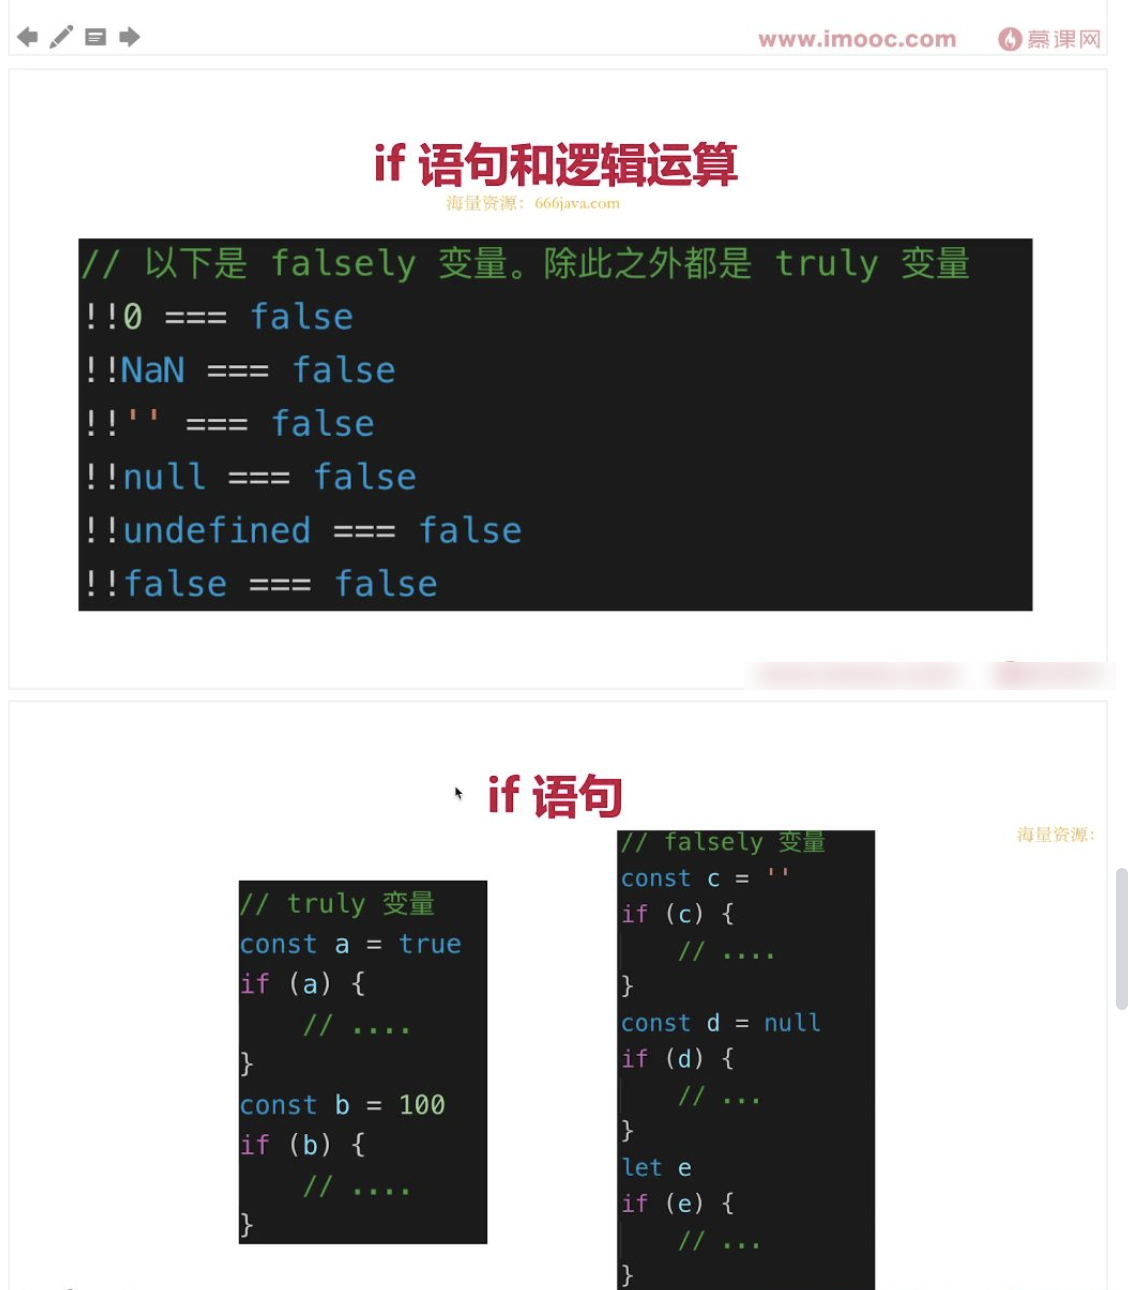 www.imooc.com 慕课网
if 语句和逻辑运算
海量资源：666java.com
// 以下是 falsely 变量。除此之外都是 truly 变量
!!0 === false
!!NaN === false
!!'' === false
!!null === false
!!undefined === false
!!false === false
if 语句
海量资源：
// truly 变量
const a = true
if (a) {
    // ....
}
const b = 100
if (b) {
    // ....
}
// falsely 变量
const c = ''
if (c) {
    // ....
}
const d = null
if (d) {
    // ...
}
let e
if (e) {
    // ...
}